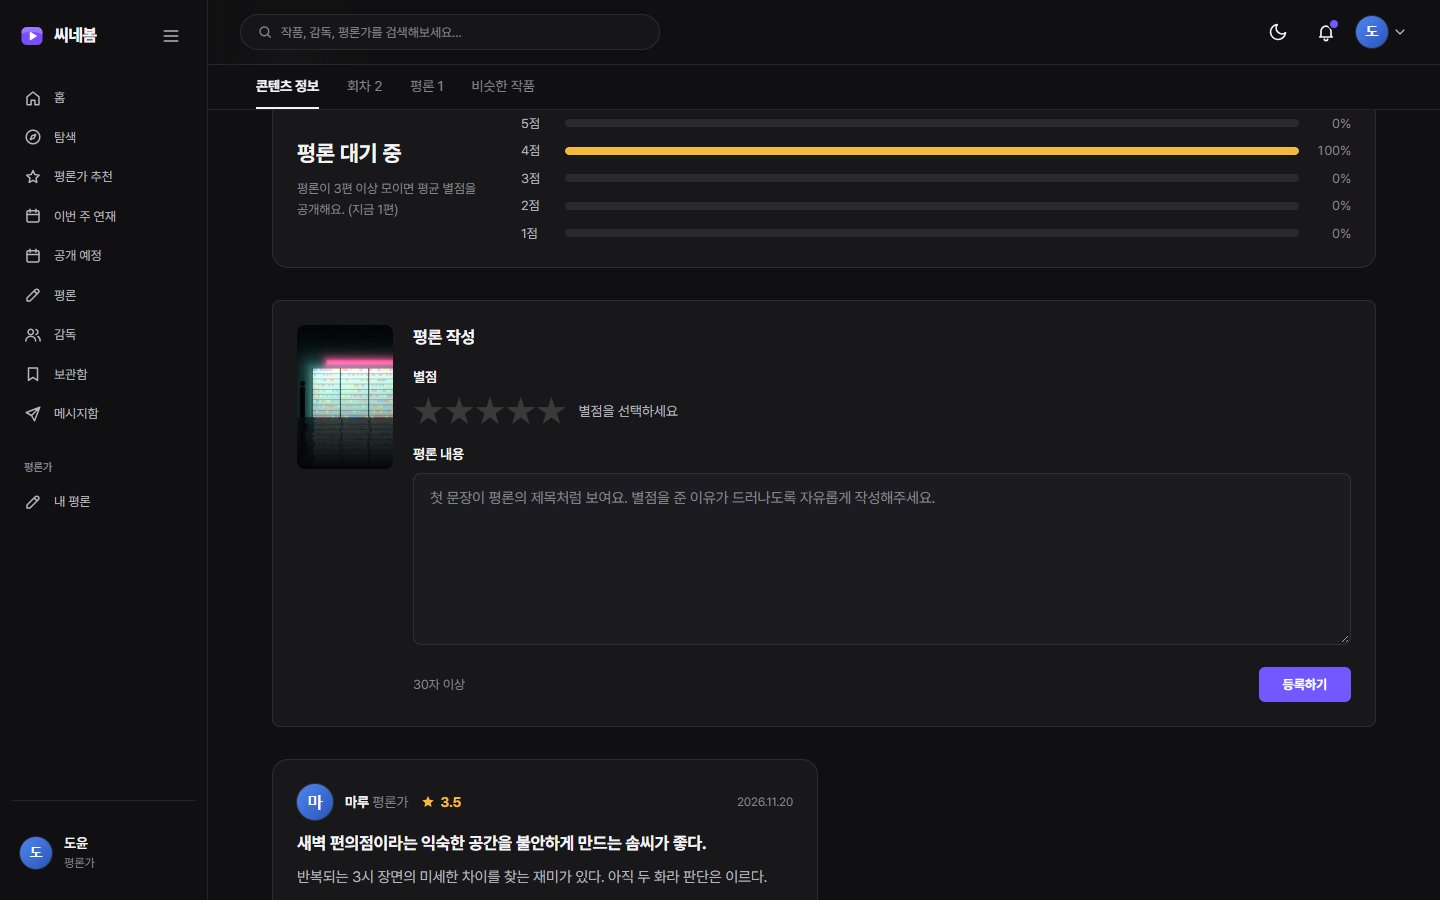 씨네봄
작품, 감독, 평론가를 검색해보세요...
도
홈
탐색
평론가 추천
이번 주 연재
공개 예정
평론
감독
보관함
메시지함
평론가
내 평론
도
도윤
평론가
콘텐츠 정보
회차 2
평론 1
비슷한 작품
평론 대기 중
평론이 3편 이상 모이면 평균 별점을
공개해요. (지금 1편)
5점 0%
4점 100%
3점 0%
2점 0%
1점 0%
평론 작성
별점
별점을 선택하세요
평론 내용
첫 문장이 평론의 제목처럼 보여요. 별점을 준 이유가 드러나도록 자유롭게 작성해주세요.
30자 이상
등록하기
마
마루 평론가 ★ 3.5
2026.11.20
새벽 편의점이라는 익숙한 공간을 불안하게 만드는 솜씨가 좋다.
반복되는 3시 장면의 미세한 차이를 찾는 재미가 있다. 아직 두 화라 판단은 이르다.